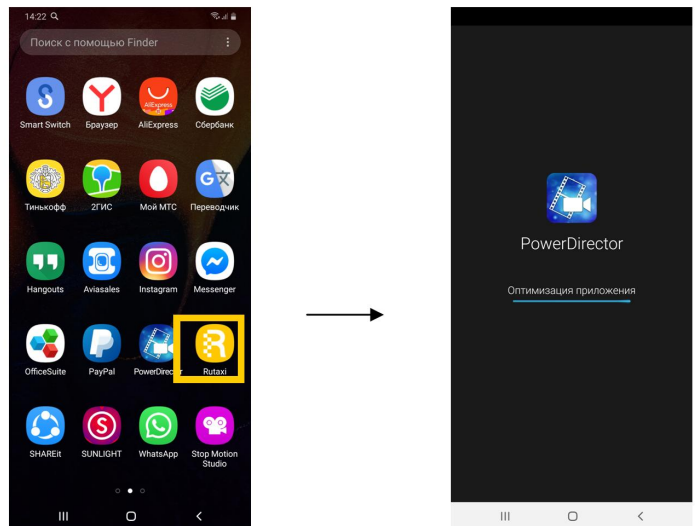 14:22
Поиск с помощью Finder
Smart Switch
Браузер
AliExpress
AliExpress
Сбербанк
Тинькофф
2ГИС
Мой МТС
Переводчик
Hangouts
Aviasales
Instagram
Messenger
OfficeSuite
PayPal
PowerDirector
Rutaxi
SHAREit
SUNLIGHT
WhatsApp
Stop Motion
Studio
PowerDirector
Оптимизация приложения